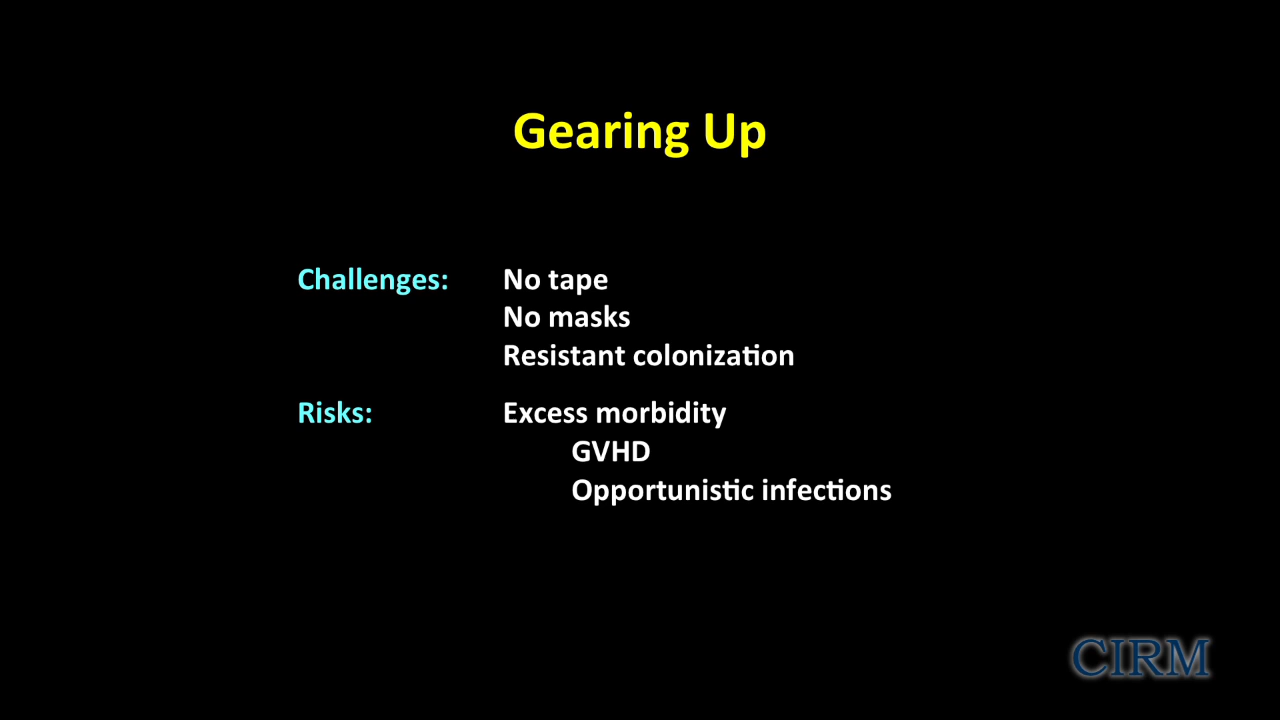 Gearing Up
Challenges: No tape
No masks
Resistant colonization
Risks: Excess morbidity
GVHD
Opportunistic infections
CIRM